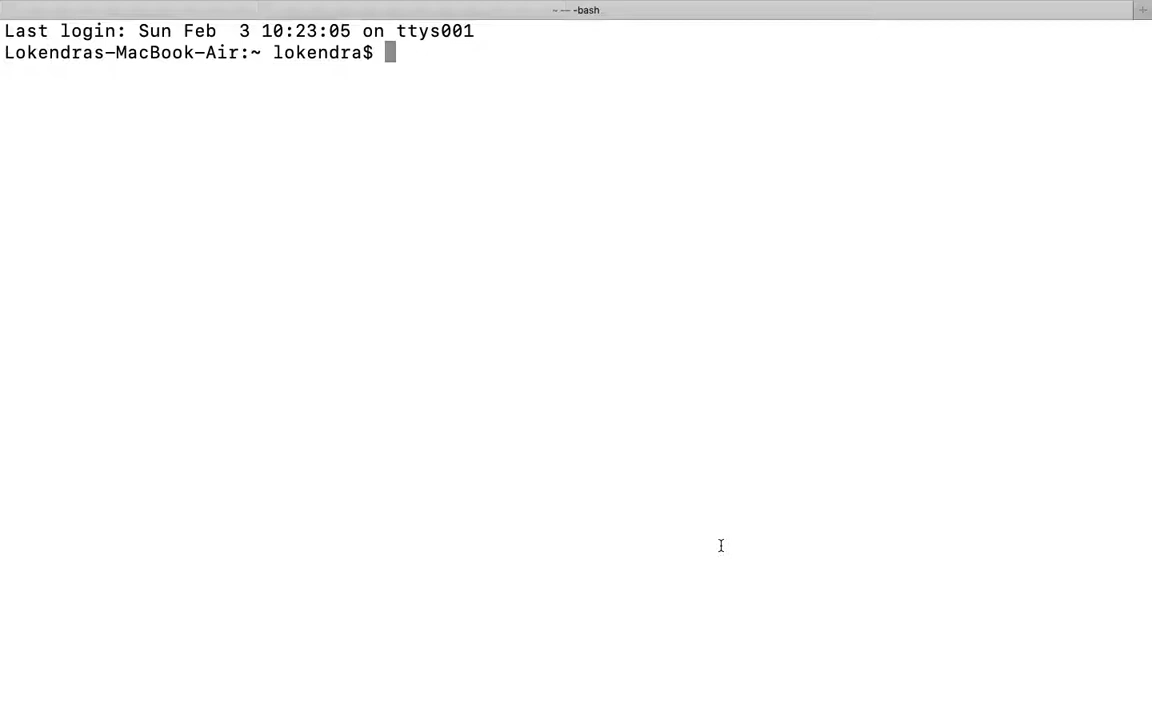 ~ — -bash
Last login: Sun Feb  3 10:23:05 on ttys001
Lokendras-MacBook-Air:~ lokendra$